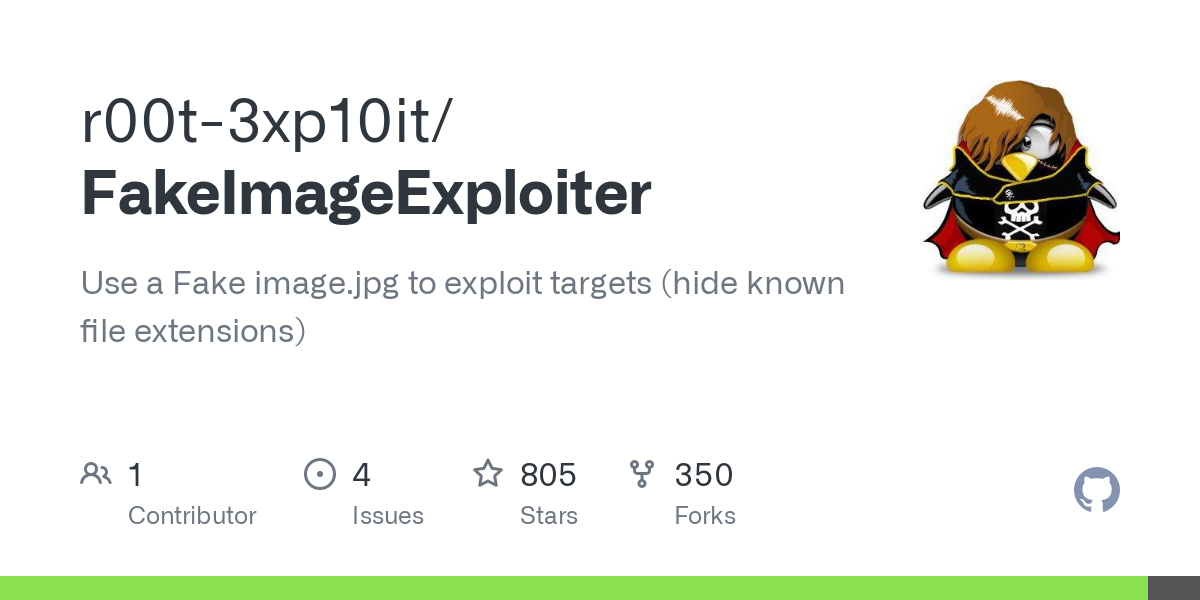 r00t-3xp10it/
FakeImageExploiter
Use a Fake image.jpg to exploit targets (hide known
file extensions)
1
Contributor
4
Issues
805
Stars
350
Forks